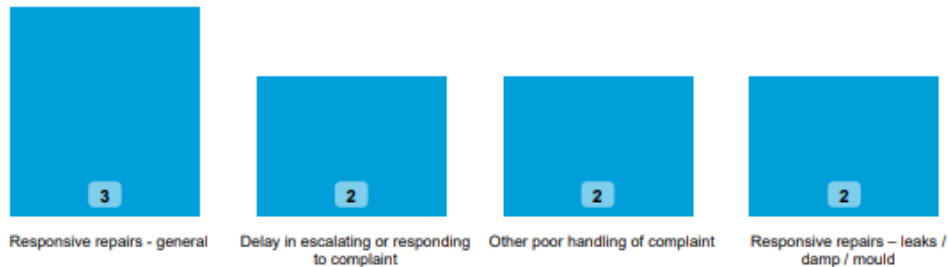 3
2
2
2
Responsive repairs - general
Delay in escalating or responding
to complaint
Other poor handling of complaint
Responsive repairs – leaks /
damp / mould